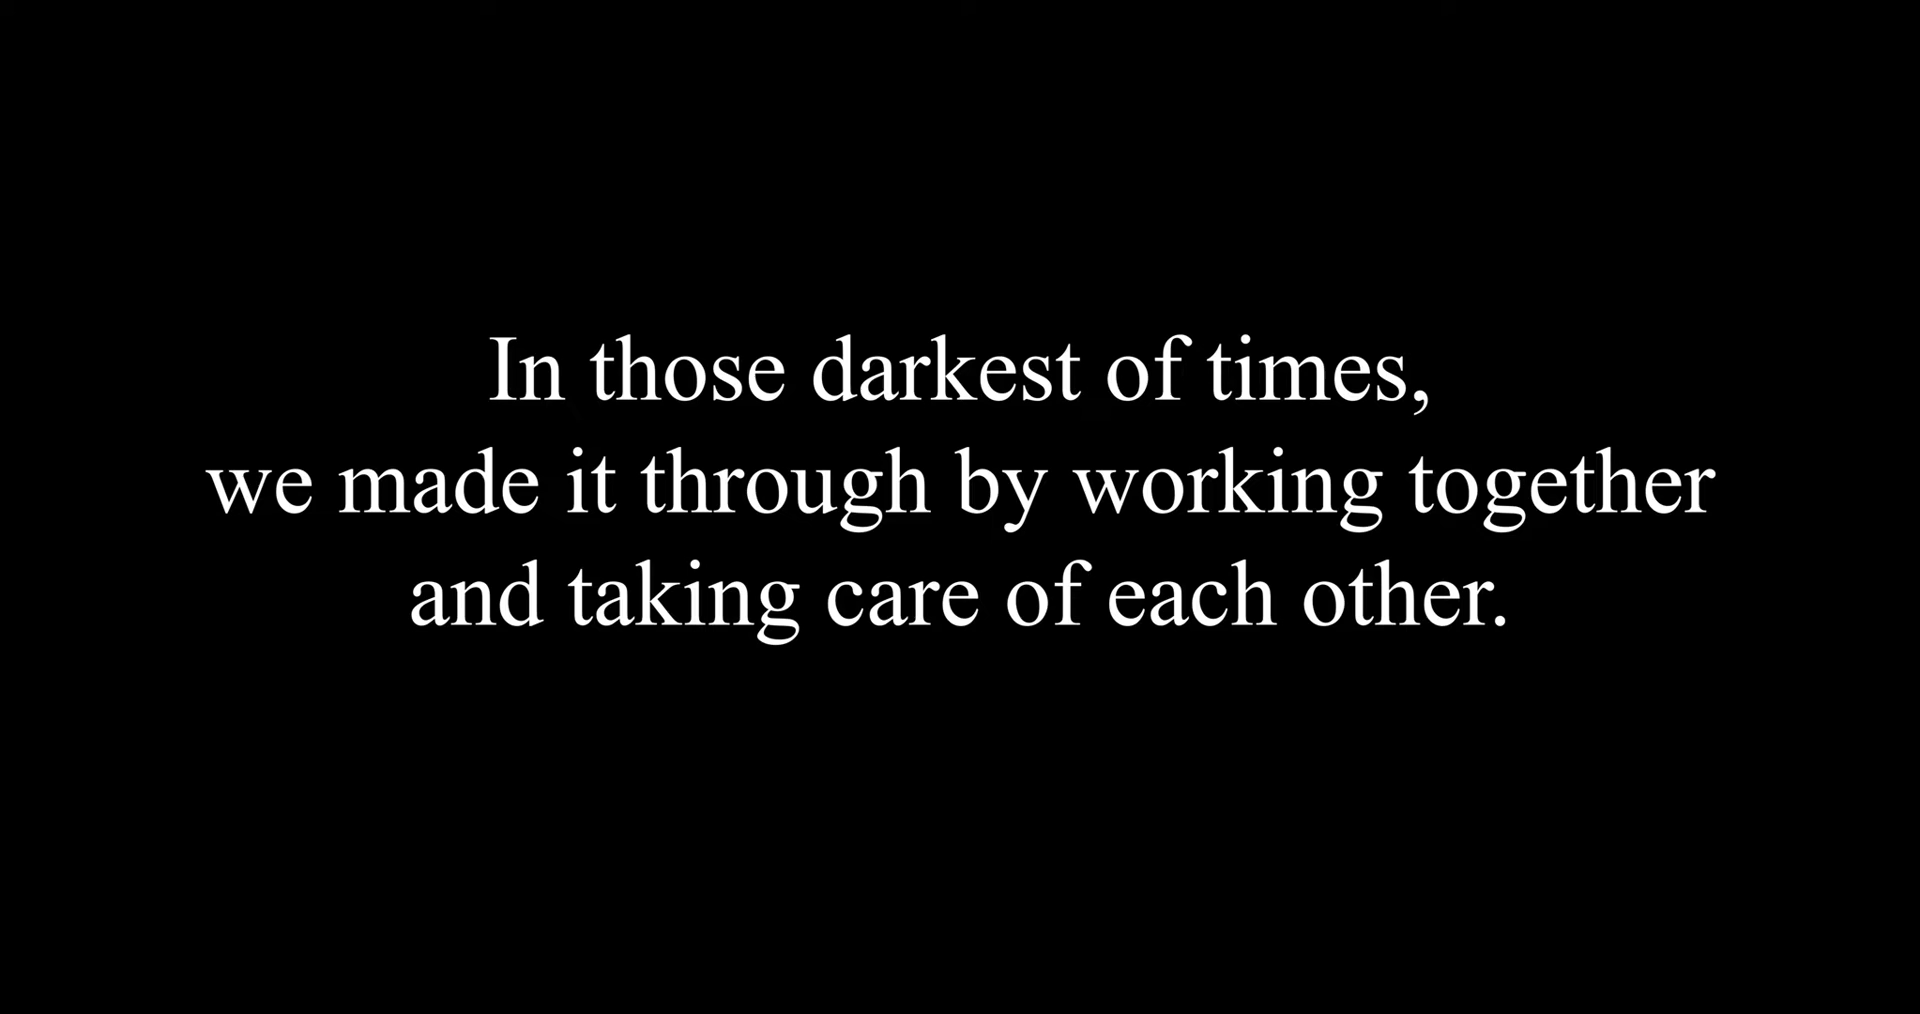 In those darkest of times,
we made it through by working together
and taking care of each other.